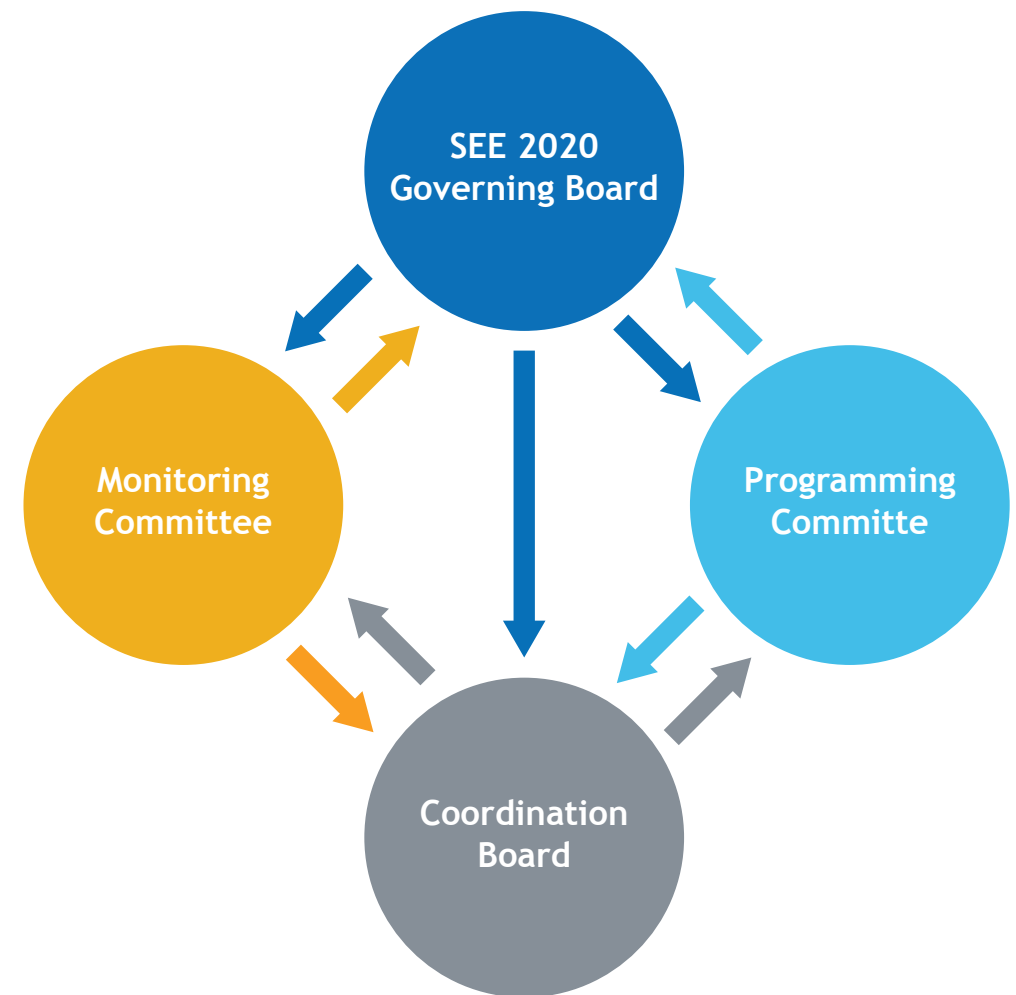 SEE 2020
Governing Board
Monitoring
Committee
Programming
Committe
Coordination
Board